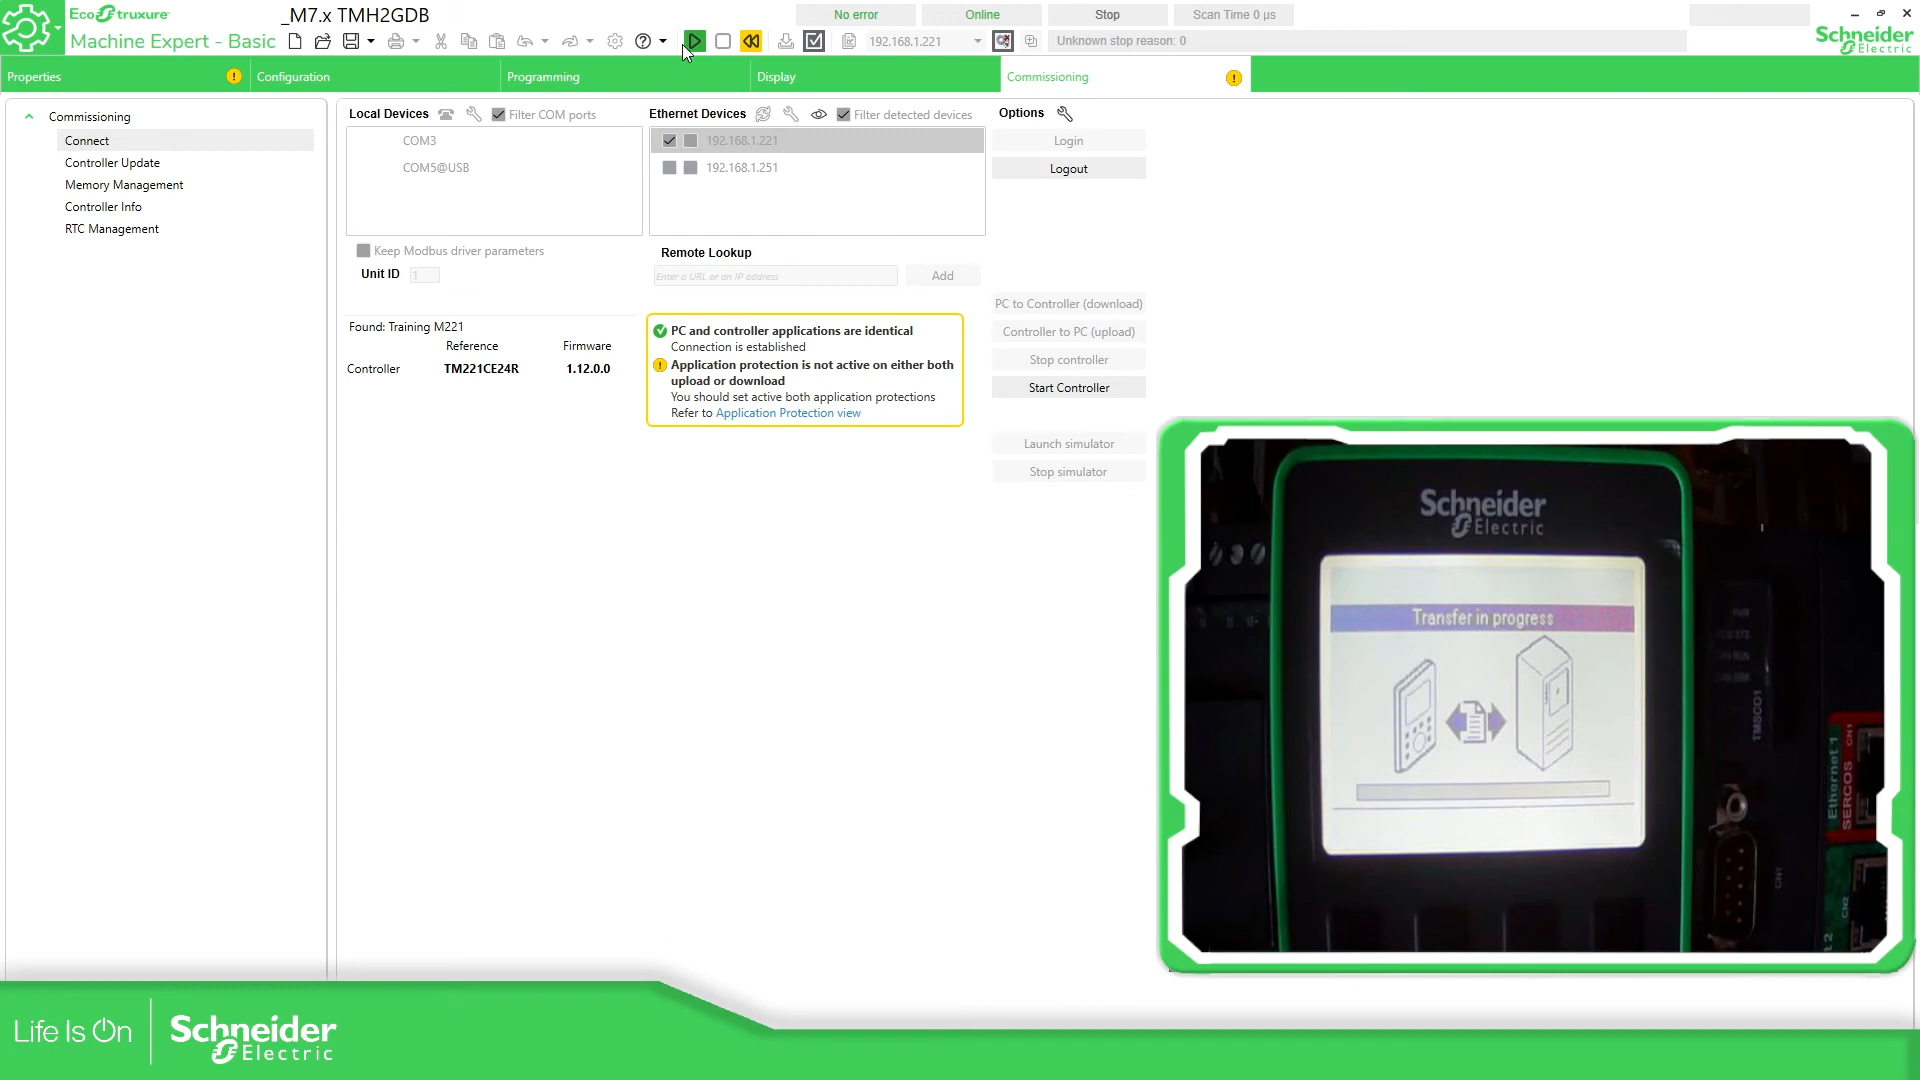 EcoStruxure
Machine Expert - Basic
_M7.x TMH2GDB
No error
Online
Stop
Scan Time 0 µs
192.168.1.221
Unknown stop reason: 0
Schneider
Electric
Properties
Configuration
Programming
Display
Commissioning
Commissioning
Connect
Controller Update
Memory Management
Controller Info
RTC Management
Local Devices
Filter COM ports
COM3
COM5@USB
Keep Modbus driver parameters
Unit ID
1
Ethernet Devices
Filter detected devices
192.168.1.221
192.168.1.251
Remote Lookup
Enter a URL or an IP address
Add
Options
Login
Logout
Found: Training M221
Reference
Firmware
Controller
TM221CE24R
1.12.0.0
PC and controller applications are identical
Connection is established
Application protection is not active on either both
upload or download
You should set active both application protections
Refer to Application Protection view
PC to Controller (download)
Controller to PC (upload)
Stop controller
Start Controller
Launch simulator
Stop simulator
Schneider
Electric
Transfer in progress
TMSCO1
Ethernet 1
SERCOS
CN1
CN2
Life Is On
Schneider
Electric